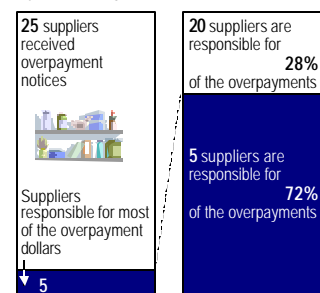 25 suppliers
received
overpayment
notices
Suppliers
responsible for most
of the overpayment
dollars
5
20 suppliers are
responsible for
28%
of the overpayments
5 suppliers are
responsible for
72%
of the overpayments